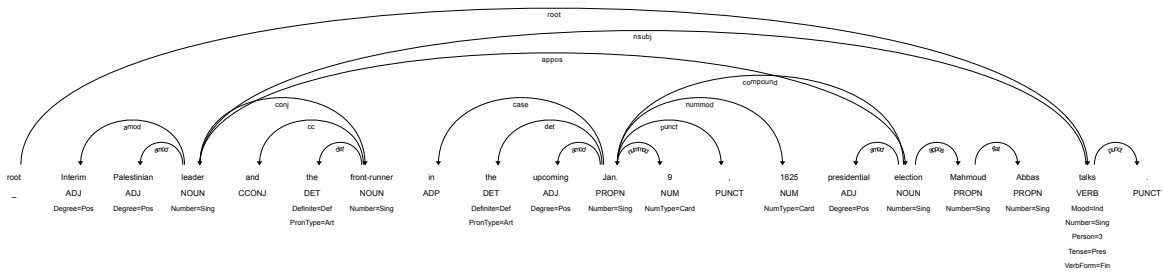 root
nsubj
appos
compound
conj case nummod
cc det punct
amod amod det amod nummod amod appos flat punct
root Interim Palestinian leader and the front-runner in the upcoming Jan. 9 , 1625 presidential election Mahmoud Abbas talks .
_ ADJ ADJ NOUN CCONJ DET NOUN ADP DET ADJ PROPN NUM PUNCT NUM ADJ NOUN PROPN PROPN VERB PUNCT
Degree=Pos Degree=Pos Number=Sing Definite=Def Number=Sing Definite=Def Degree=Pos Number=Sing NumType=Card NumType=Card Degree=Pos Number=Sing Number=Sing Number=Sing Mood=Ind
PronType=Art PronType=Art Number=Sing
Person=3
Tense=Pres
VerbForm=Fin